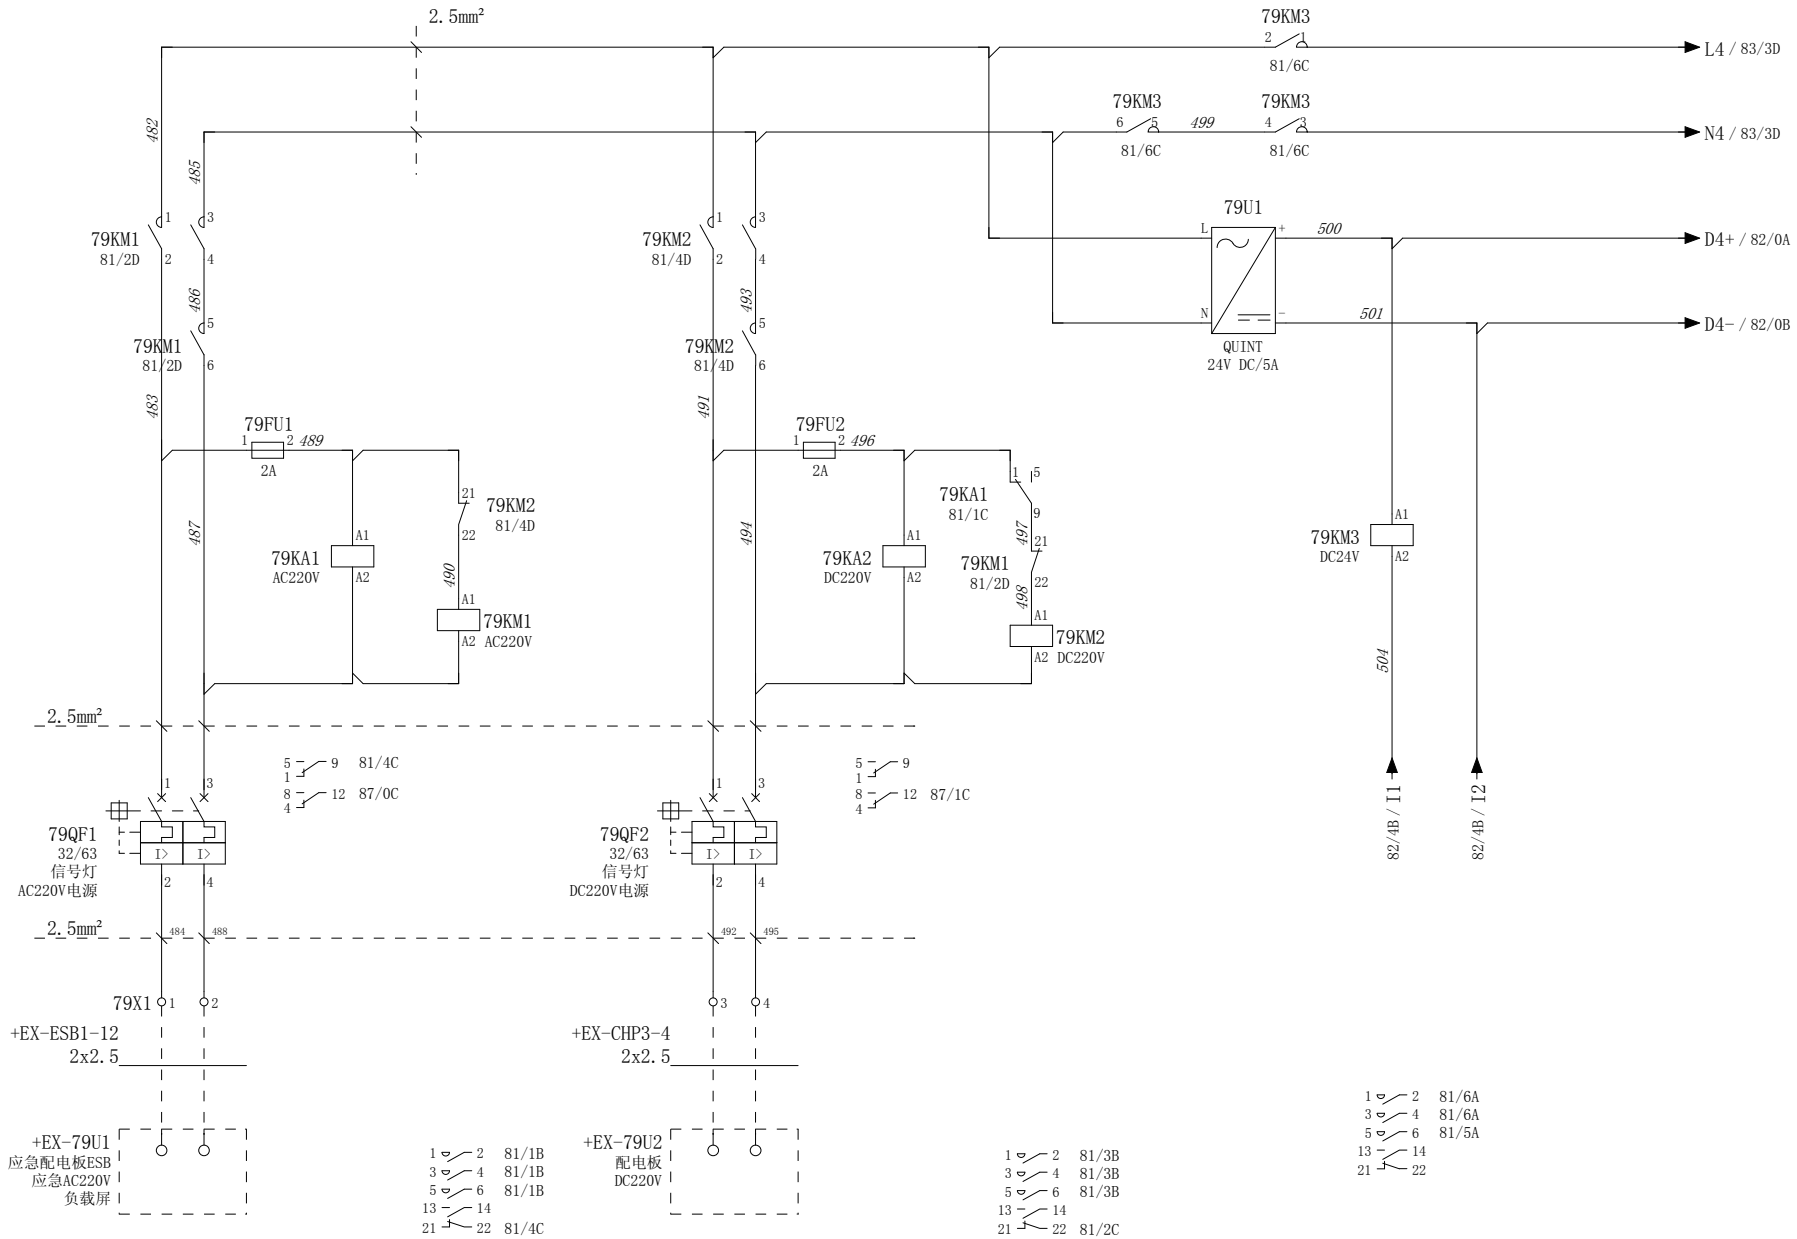 2.5mm²
79KM3
2 1
81/6C
L4 / 83/3D
79KM3
6 5
81/6C
499
79KM3
4 3
81/6C
N4 / 83/3D
482
485
79KM1
81/2D
1
2
3
4
486
79KM1
81/2D
5
6
483
487
79KM2
81/4D
1
2
3
4
493
79KM2
81/4D
5
6
491
494
79U1
L
N
+
-
QUINT
24V DC/5A
500
D4+ / 82/0A
501
D4- / 82/0B
79FU1
1 2 489
2A
79KA1
AC220V
A1
A2
21
22
79KM2
81/4D
490
A1
A2
79KM1
AC220V
79FU2
1 2 496
2A
79KA2
DC220V
A1
A2
1 5
79KA1
81/1C
9
497
21
79KM1
81/2D
22
498
A1
A2
79KM2
DC220V
79KM3
DC24V
A1
A2
504
82/4B / I1
82/4B / I2
2.5mm²
5 9 81/4C
1
8 12 87/0C
4
5 9
1
8 12 87/1C
4
1 3
79QF1
32/63
信号灯
AC220V电源
I> I>
2 4
1 3
79QF2
32/63
信号灯
DC220V电源
I> I>
2 4
2.5mm²
484 488
492 495
79X1 1 2
3 4
+EX-ESB1-12
2x2.5
+EX-CHP3-4
2x2.5
+EX-79U1
应急配电板ESB
应急AC220V
负载屏
+EX-79U2
配电板
DC220V
1 2 81/1B
3 4 81/1B
5 6 81/1B
13 14
21 22 81/4C
1 2 81/3B
3 4 81/3B
5 6 81/3B
13 14
21 22 81/2C
1 2 81/6A
3 4 81/6A
5 6 81/5A
13 14
21 22